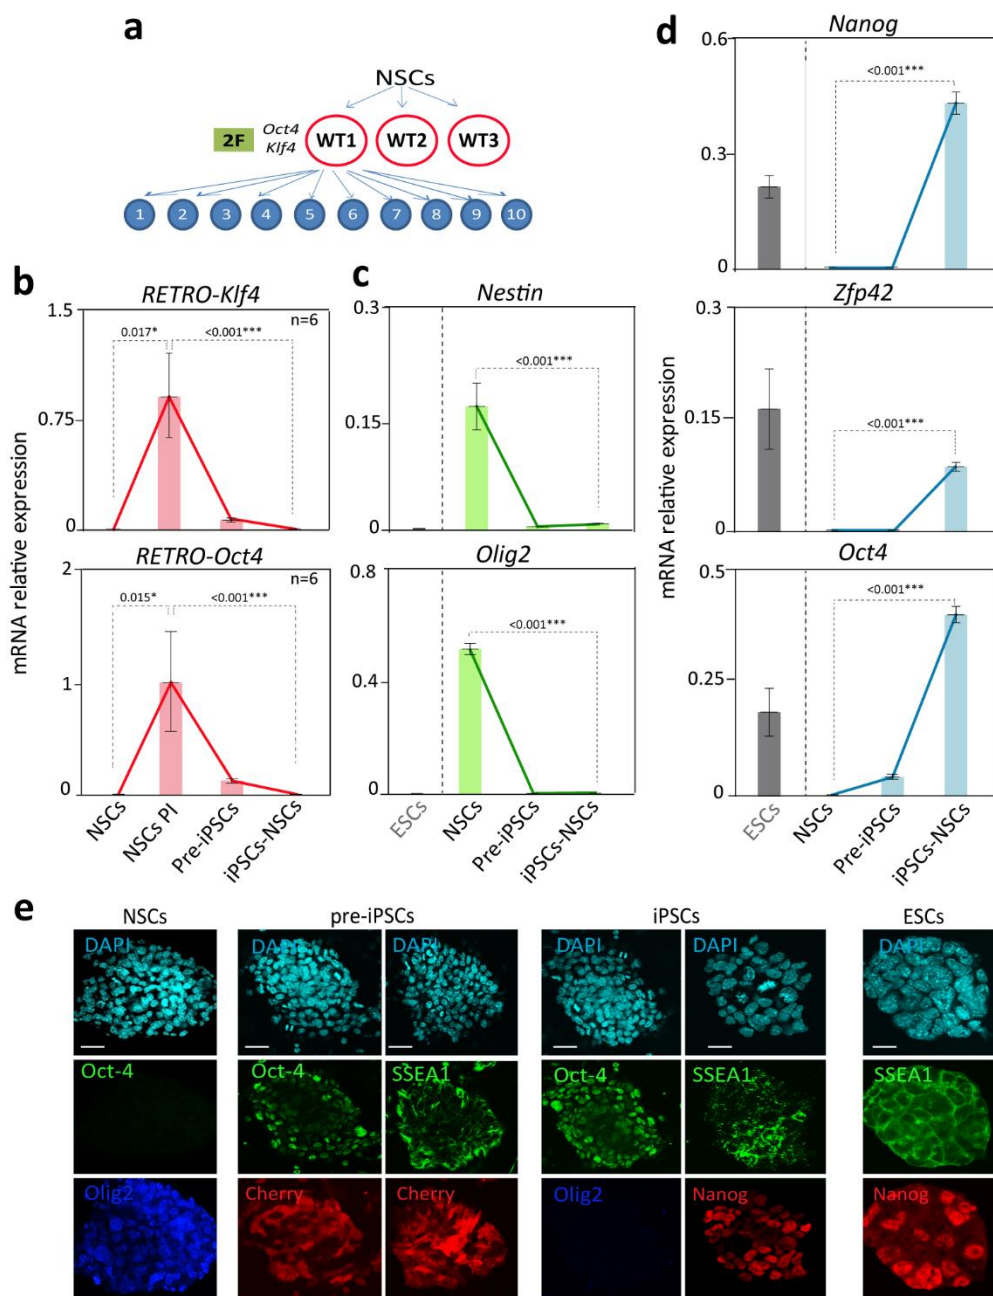 a
NSCs
2F
Oct4
Klf4
WT1 WT2 WT3
1 2 3 4 5 6 7 8 9 10
b
RETRO-Klf4
1.5
n=6
0.017*
<0.001***
0.75
0
mRNA relative expression
RETRO-Oct4
2
n=6
0.015*
<0.001***
1
0
NSCs
NSCs PI
Pre-iPSCs
iPSCs-NSCs
c
Nestin
0.3
<0.001***
0.15
0
Olig2
0.8
<0.001***
0.4
0
ESCs
NSCs
Pre-iPSCs
iPSCs-NSCs
d
Nanog
0.6
<0.001***
0.3
0
Zfp42
0.3
<0.001***
0.15
0
mRNA relative expression
Oct4
0.5
<0.001***
0.25
0
ESCs
NSCs
Pre-iPSCs
iPSCs-NSCs
e
NSCs pre-iPSCs iPSCs ESCs
DAPI DAPI DAPI DAPI DAPI DAPI
Oct-4 Oct-4 SSEA1 Oct-4 SSEA1 SSEA1
Olig2 Cherry Cherry Olig2 Nanog Nanog